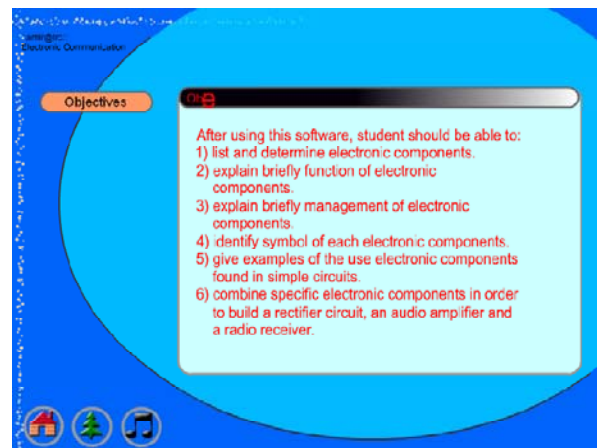 Electronic Communication
Objectives
After using this software, student should be able to:
1) list and determine electronic components.
2) explain briefly function of electronic
components.
3) explain briefly management of electronic
components.
4) identify symbol of each electronic components.
5) give examples of the use electronic components
found in simple circuits.
6) combine specific electronic components in order
to build a rectifier circuit, an audio amplifier and
a radio receiver.